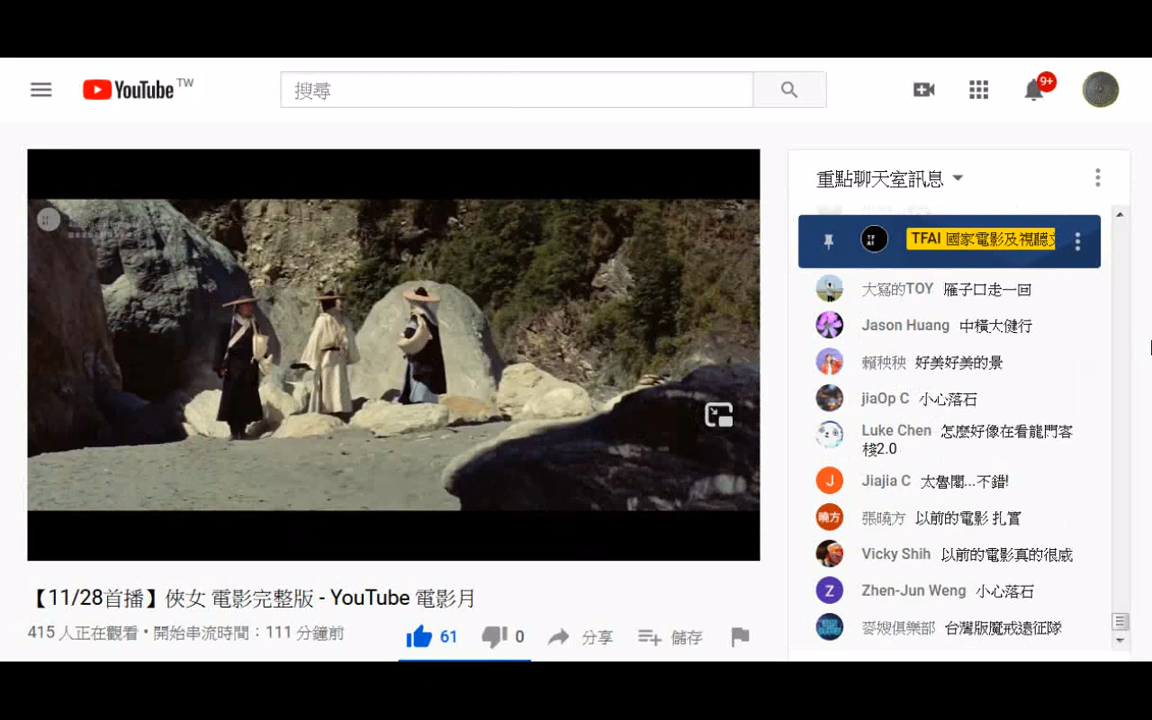 YouTube TW
搜尋
9+
重點聊天室訊息
TFAI 國家電影及視聽文
大寫的TOY 雁子口走一回
Jason Huang 中橫大健行
賴秧秧 好美好美的景
jiaOp C 小心落石
Luke Chen 怎麼好像在看龍門客
棧2.0
Jiajia C 太魯閣...不錯!
張曉方 以前的電影 扎實
Vicky Shih 以前的電影真的很威
Zhen-Jun Weng 小心落石
麥嫂俱樂部 台灣版魔戒遠征隊
【11/28首播】俠女 電影完整版 - YouTube 電影月
415 人正在觀看 • 開始串流時間：111 分鐘前
61
0
分享
儲存